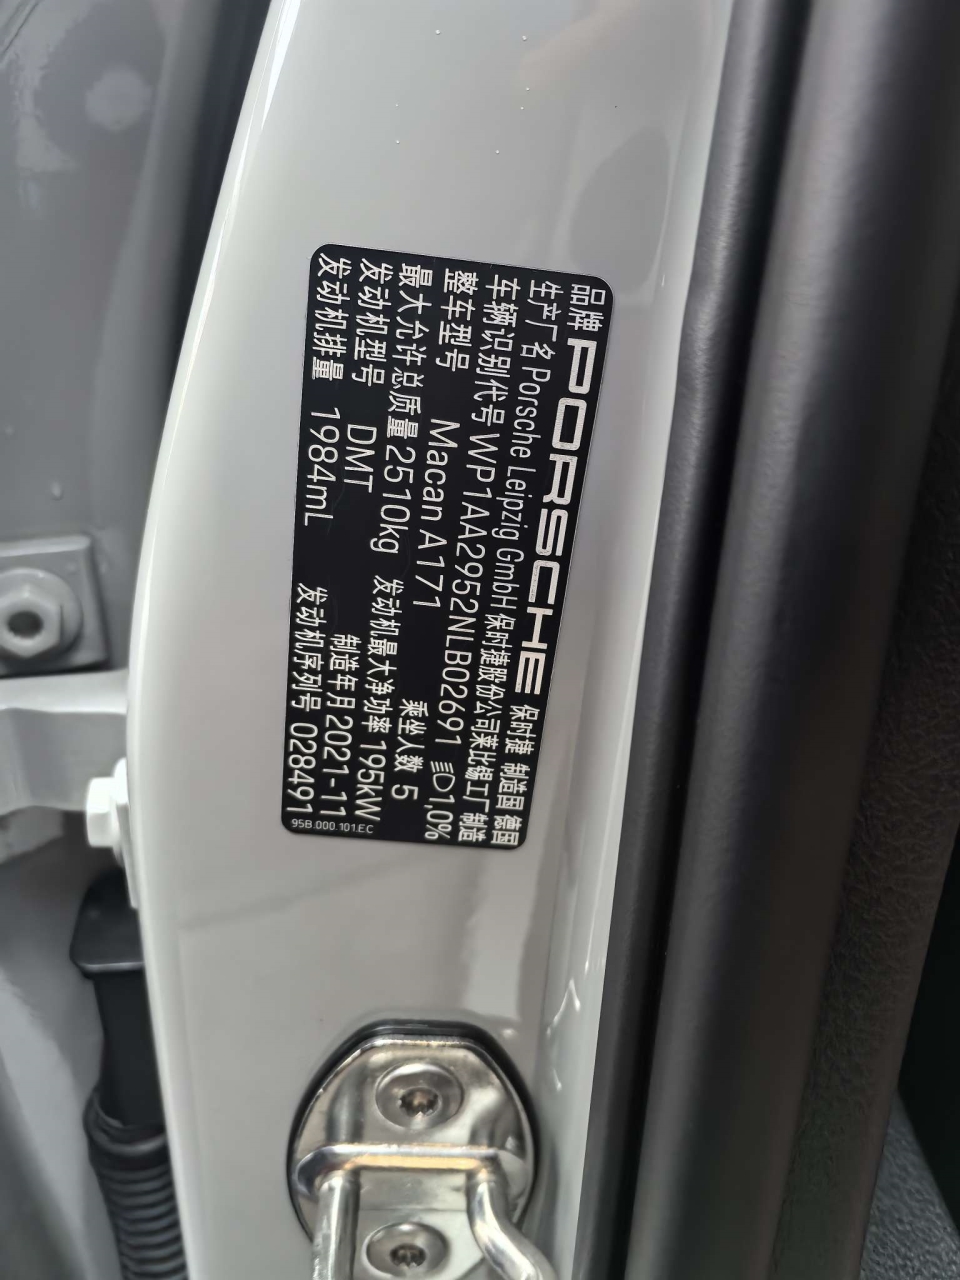 品牌 PORSCHE 保时捷 制造国 德国
生产厂名 Porsche Leipzig GmbH 保时捷股份公司莱比锡工厂制造
车辆识别代号 WP1AA2952NLB02691 1,0%
整车型号 Macan A171 乘坐人数 5
最大允许总质量 2510kg 发动机最大净功率 195kW
发动机型号 DMT 制造年月 2021-11
发动机排量 1984mL 发动机序列号 028491
95B.000.101.EC